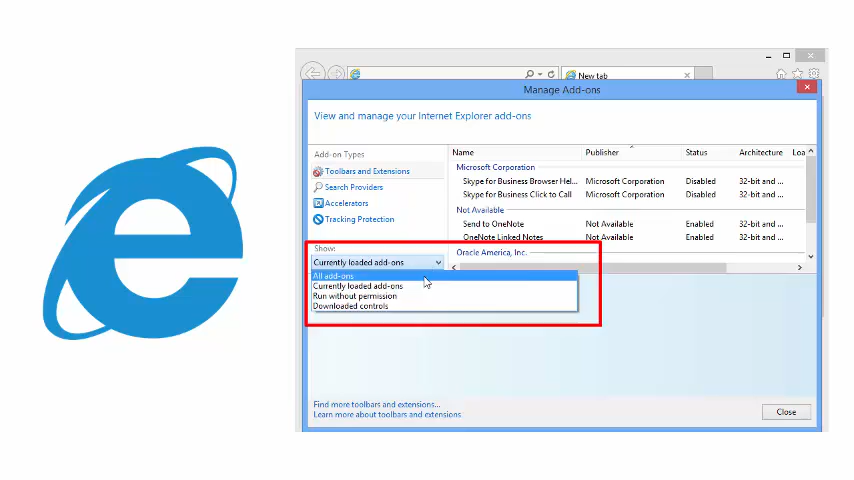 New tab
Manage Add-ons
View and manage your Internet Explorer add-ons
Add-on Types
Toolbars and Extensions
Search Providers
Accelerators
Tracking Protection
Name Publisher Status Architecture Loa
Microsoft Corporation
Skype for Business Browser Hel... Microsoft Corporation Disabled 32-bit and ...
Skype for Business Click to Call Microsoft Corporation Disabled 32-bit and ...
Not Available
Send to OneNote Not Available Enabled 32-bit and ...
OneNote Linked Notes Not Available Enabled 32-bit and ...
Oracle America, Inc.
Show:
Currently loaded add-ons
All add-ons
Currently loaded add-ons
Run without permission
Downloaded controls
Find more toolbars and extensions...
Learn more about toolbars and extensions
Close